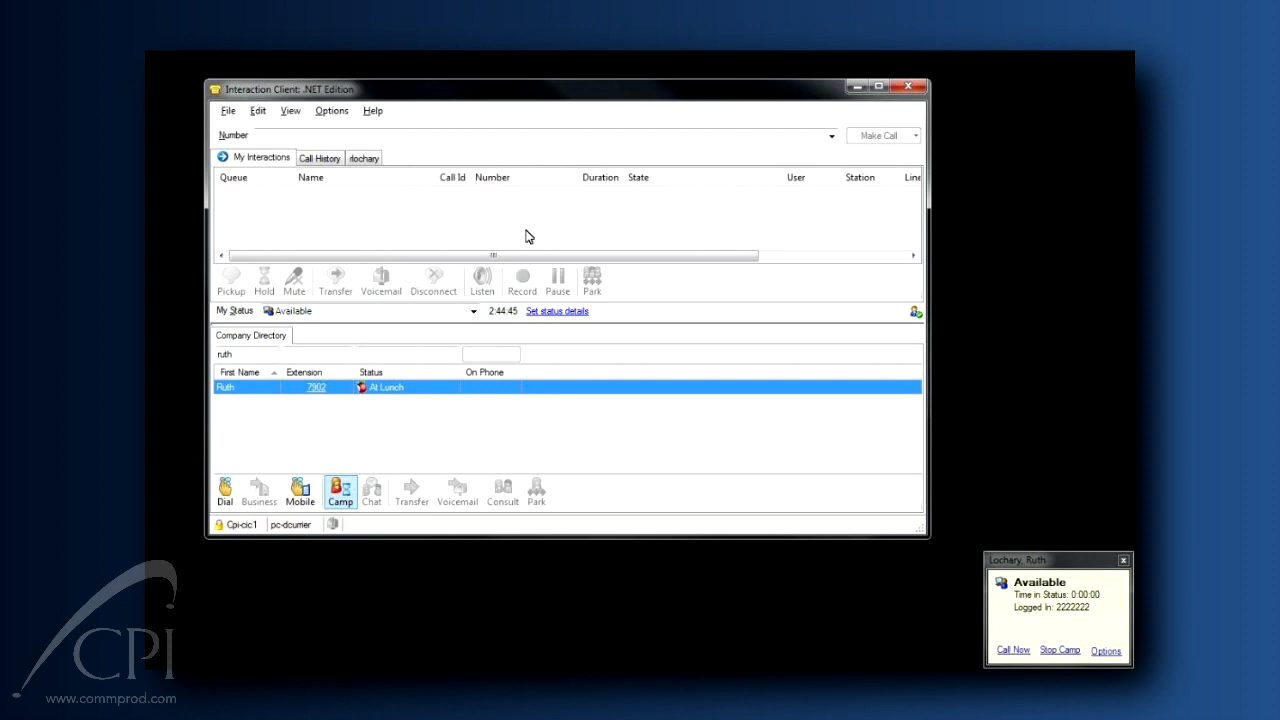 Interaction Client: .NET Edition
File Edit View Options Help
Number Make Call
My Interactions Call History rlochary
Queue Name Call Id Number Duration State User Station Line
Pickup Hold Mute Transfer Voicemail Disconnect Listen Record Pause Park
My Status Available 2:44:45 Set status details
Company Directory
ruth
First Name Extension Status On Phone
Ruth 7902 At Lunch
Dial Business Mobile Camp Chat Transfer Voicemail Consult Park
Cpi-cic1 pc-dcurrier
Lochary, Ruth
Available
Time in Status: 0:00:00
Logged In: 2222222
Call Now Stop Camp Options
CPI
www.commprod.com